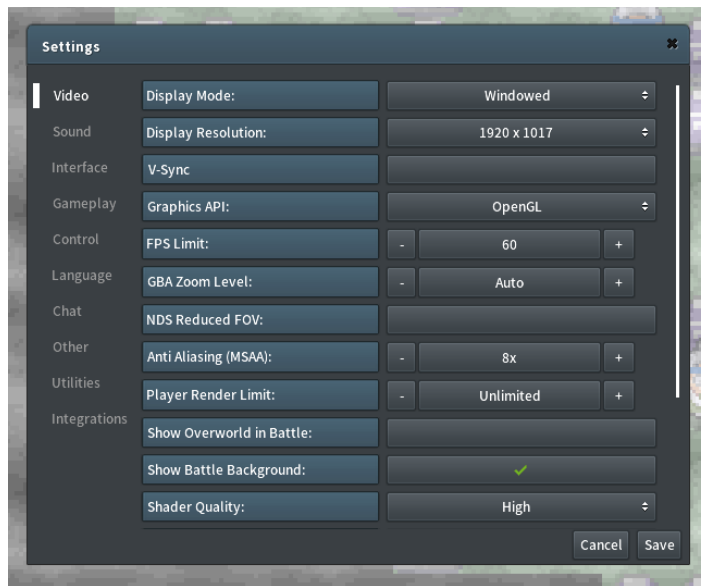 Settings
Video
Sound
Interface
Gameplay
Control
Language
Chat
Other
Utilities
Integrations
Display Mode: Windowed
Display Resolution: 1920 x 1017
V-Sync
Graphics API: OpenGL
FPS Limit: - 60 +
GBA Zoom Level: - Auto +
NDS Reduced FOV:
Anti Aliasing (MSAA): - 8x +
Player Render Limit: - Unlimited +
Show Overworld in Battle:
Show Battle Background:
Shader Quality: High
Cancel Save